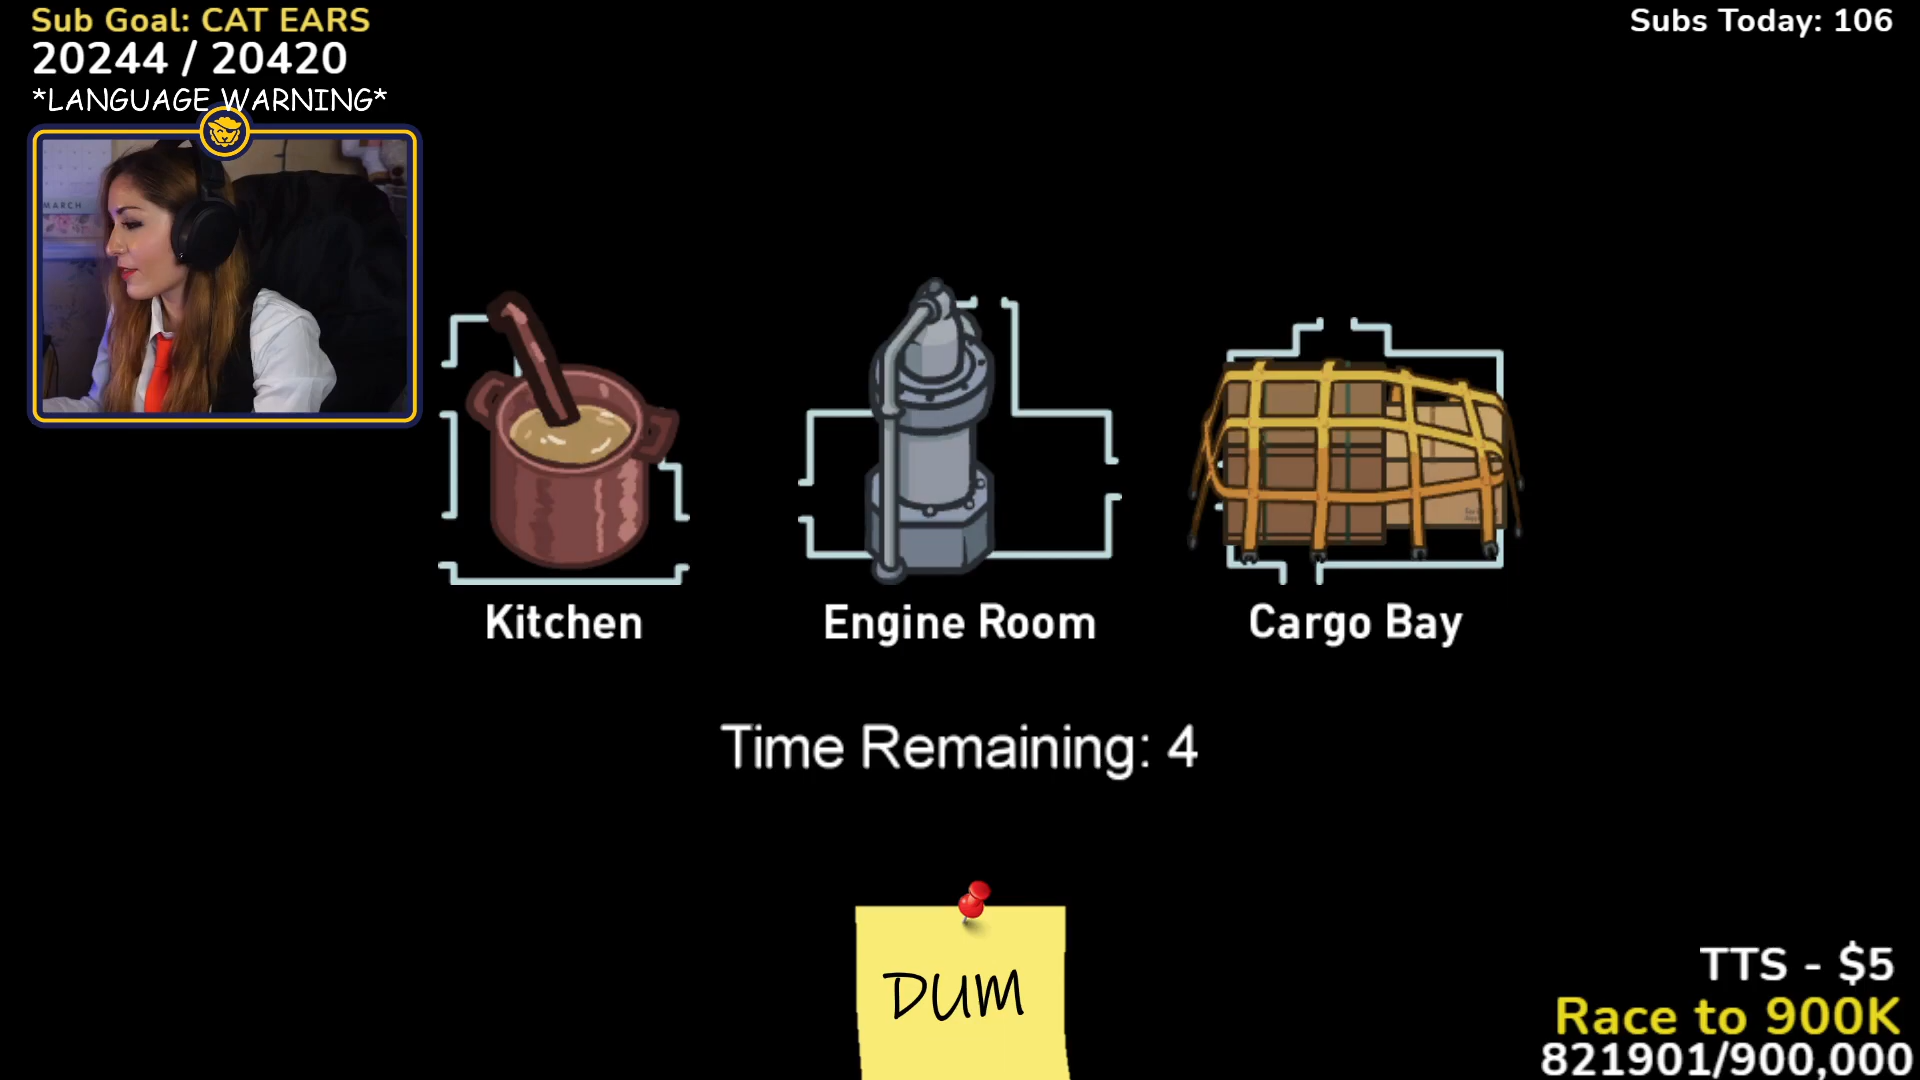 Sub Goal: CAT EARS
20244 / 20420
*LANGUAGE WARNING*
Subs Today: 106
MARCH
Kitchen
Engine Room
Cargo Bay
Time Remaining: 4
DUM
TTS - $5
Race to 900K
821901/900,000